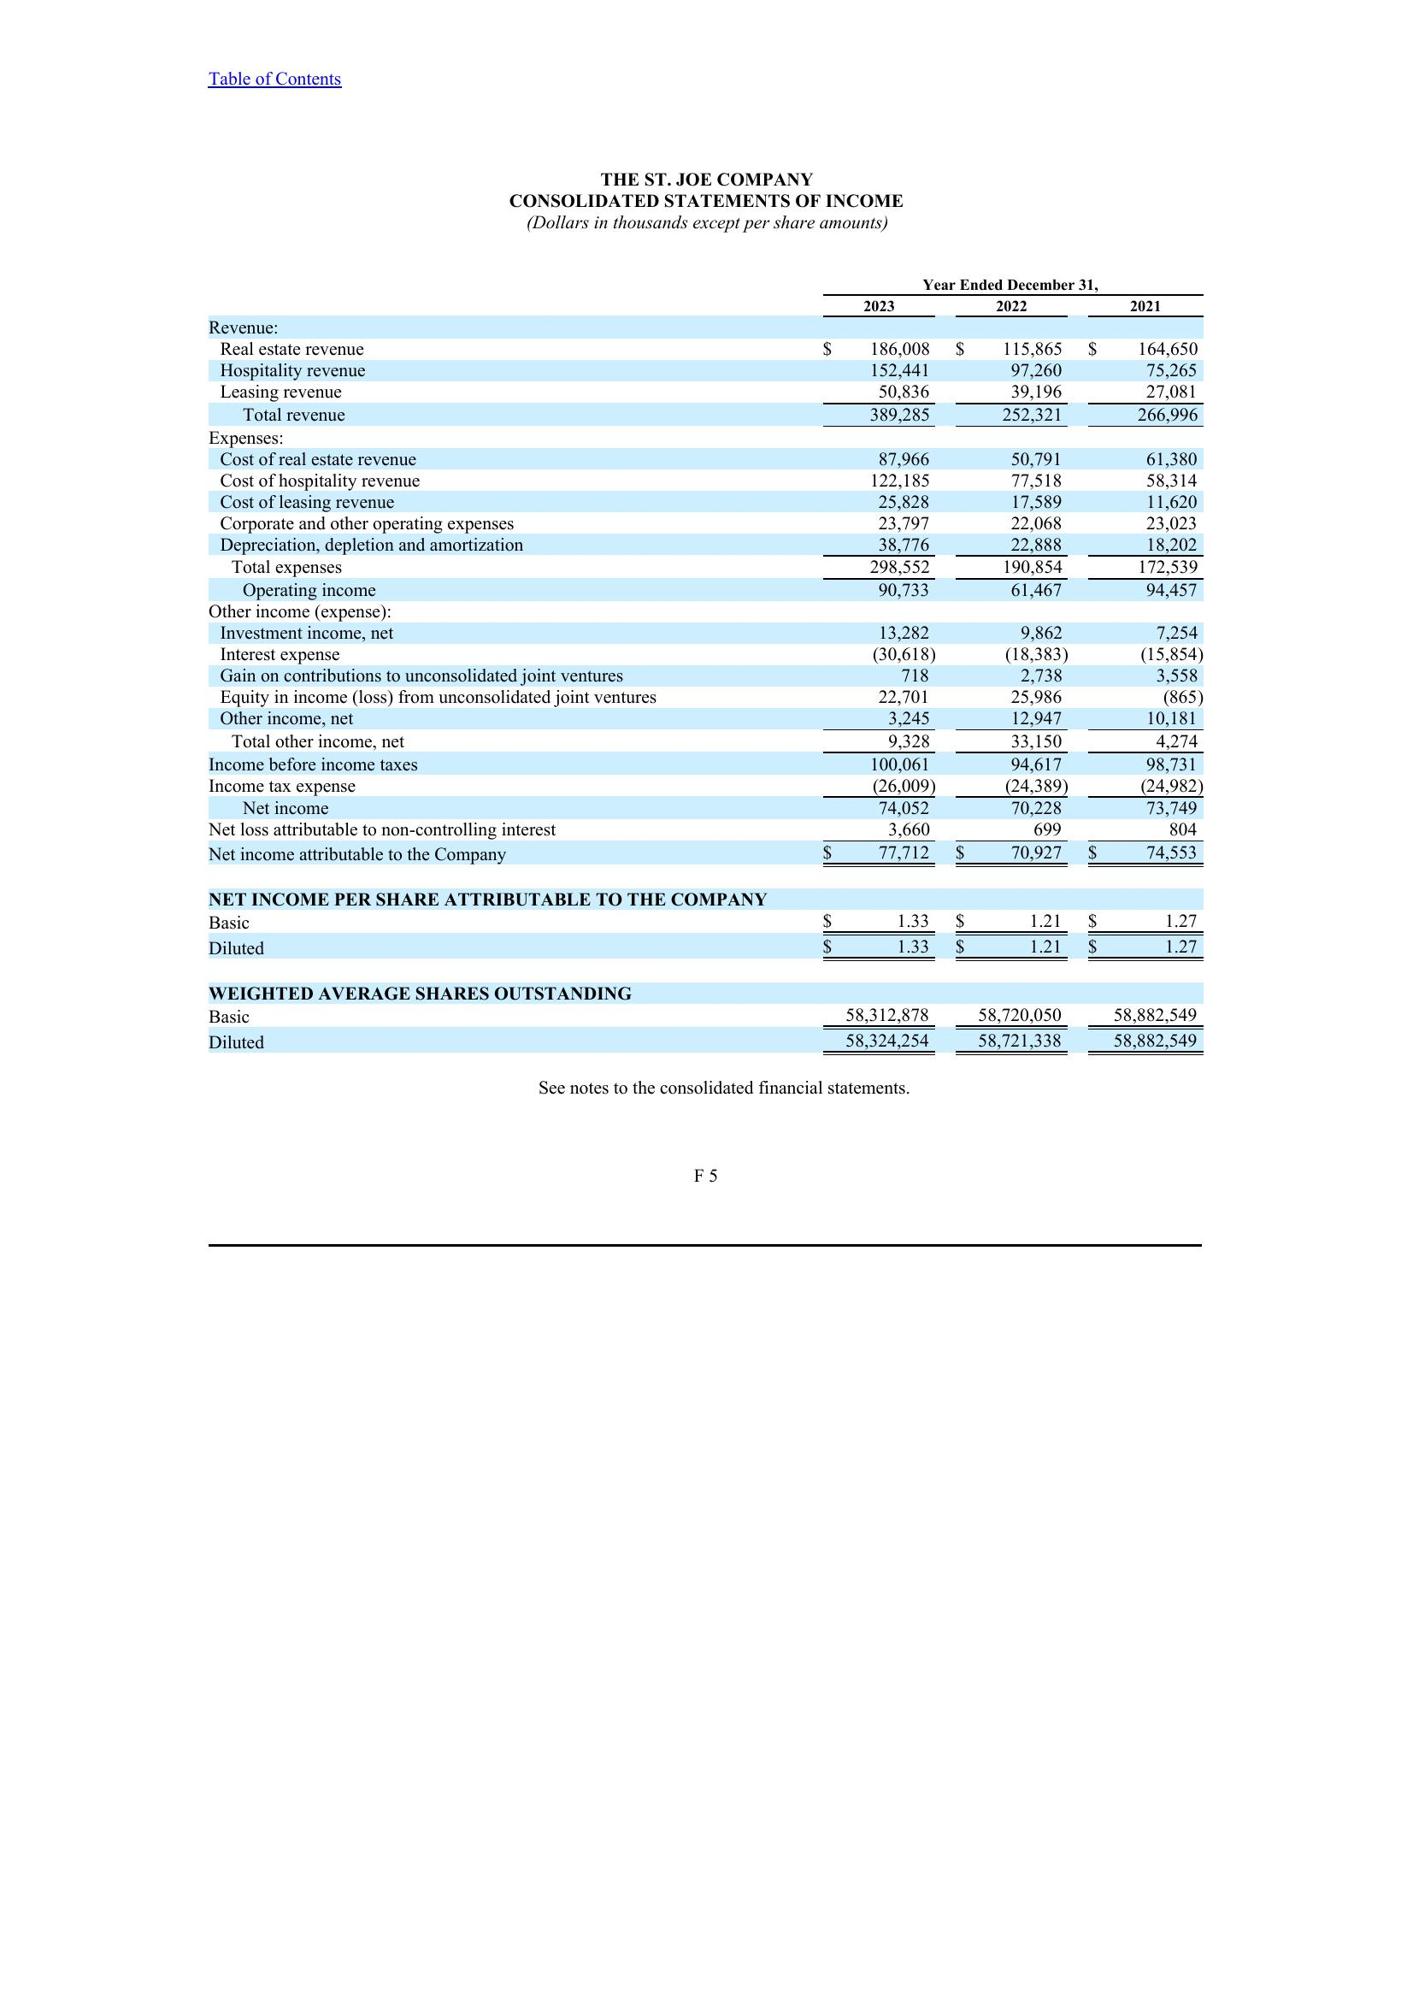 Table of Contents
THE ST. JOE COMPANY
CONSOLIDATED STATEMENTS OF INCOME
(Dollars in thousands except per share amounts)
Year Ended December 31,
2023 2022 2021
Revenue:
Real estate revenue $ 186,008 $ 115,865 $ 164,650
Hospitality revenue 152,441 97,260 75,265
Leasing revenue 50,836 39,196 27,081
Total revenue 389,285 252,321 266,996
Expenses:
Cost of real estate revenue 87,966 50,791 61,380
Cost of hospitality revenue 122,185 77,518 58,314
Cost of leasing revenue 25,828 17,589 11,620
Corporate and other operating expenses 23,797 22,068 23,023
Depreciation, depletion and amortization 38,776 22,888 18,202
Total expenses 298,552 190,854 172,539
Operating income 90,733 61,467 94,457
Other income (expense):
Investment income, net 13,282 9,862 7,254
Interest expense (30,618) (18,383) (15,854)
Gain on contributions to unconsolidated joint ventures 718 2,738 3,558
Equity in income (loss) from unconsolidated joint ventures 22,701 25,986 (865)
Other income, net 3,245 12,947 10,181
Total other income, net 9,328 33,150 4,274
Income before income taxes 100,061 94,617 98,731
Income tax expense (26,009) (24,389) (24,982)
Net income 74,052 70,228 73,749
Net loss attributable to non-controlling interest 3,660 699 804
Net income attributable to the Company $ 77,712 $ 70,927 $ 74,553
NET INCOME PER SHARE ATTRIBUTABLE TO THE COMPANY
Basic $ 1.33 $ 1.21 $ 1.27
Diluted $ 1.33 $ 1.21 $ 1.27
WEIGHTED AVERAGE SHARES OUTSTANDING
Basic 58,312,878 58,720,050 58,882,549
Diluted 58,324,254 58,721,338 58,882,549
See notes to the consolidated financial statements.
F 5